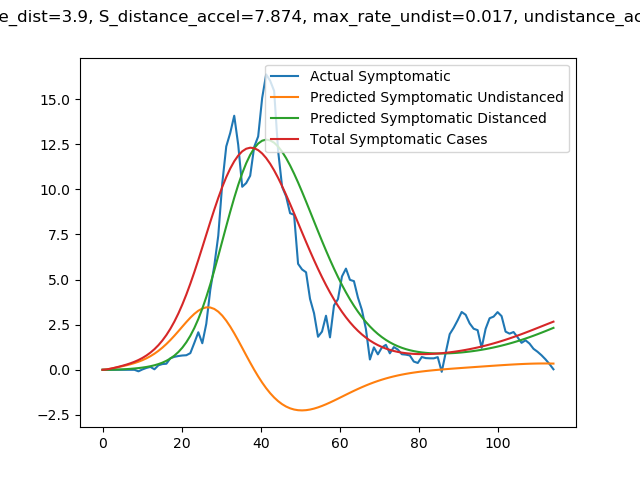 e_dist=3.9, S_distance_accel=7.874, max_rate_undist=0.017, undistance_ac
Actual Symptomatic
Predicted Symptomatic Undistanced
Predicted Symptomatic Distanced
Total Symptomatic Cases
15.0
12.5
10.0
7.5
5.0
2.5
0.0
−2.5
0 20 40 60 80 100